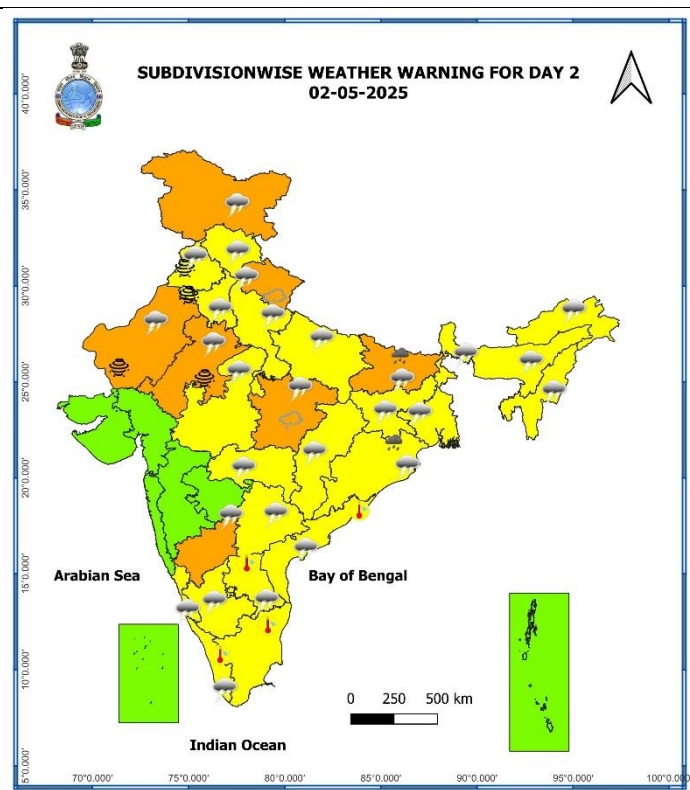 SUBDIVISIONWISE WEATHER WARNING FOR DAY 2
02-05-2025
40°0.000'
35°0.000'
30°0.000'
25°0.000'
20°0.000'
15°0.000'
10°0.000'
5°0.000'
Arabian Sea
Bay of Bengal
0 250 500 km
Indian Ocean
70°0.000' 75°0.000' 80°0.000' 85°0.000' 90°0.000' 95°0.000' 100°0.000'